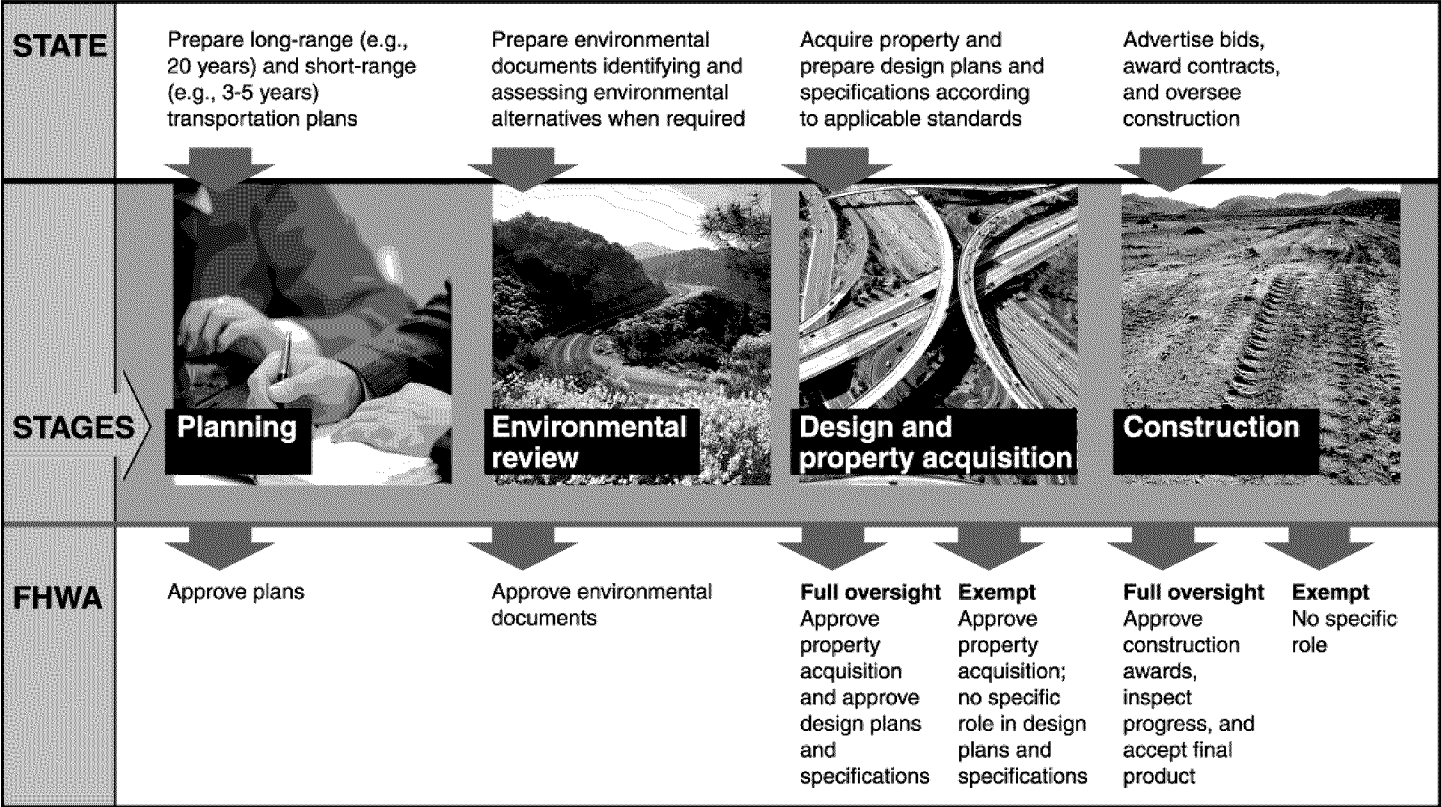 STATE
Prepare long-range (e.g.,
20 years) and short-range
(e.g., 3-5 years)
transportation plans
Prepare environmental
documents identifying and
assessing environmental
alternatives when required
Acquire property and
prepare design plans and
specifications according
to applicable standards
Advertise bids,
award contracts,
and oversee
construction
STAGES
Planning
Environmental
review
Design and
property acquisition
Construction
FHWA
Approve plans
Approve environmental
documents
Full oversight
Approve
property
acquisition
and approve
design plans
and
specifications
Exempt
Approve
property
acquisition;
no specific
role in design
plans and
specifications
Full oversight
Approve
construction
awards,
inspect
progress, and
accept final
product
Exempt
No specific
role